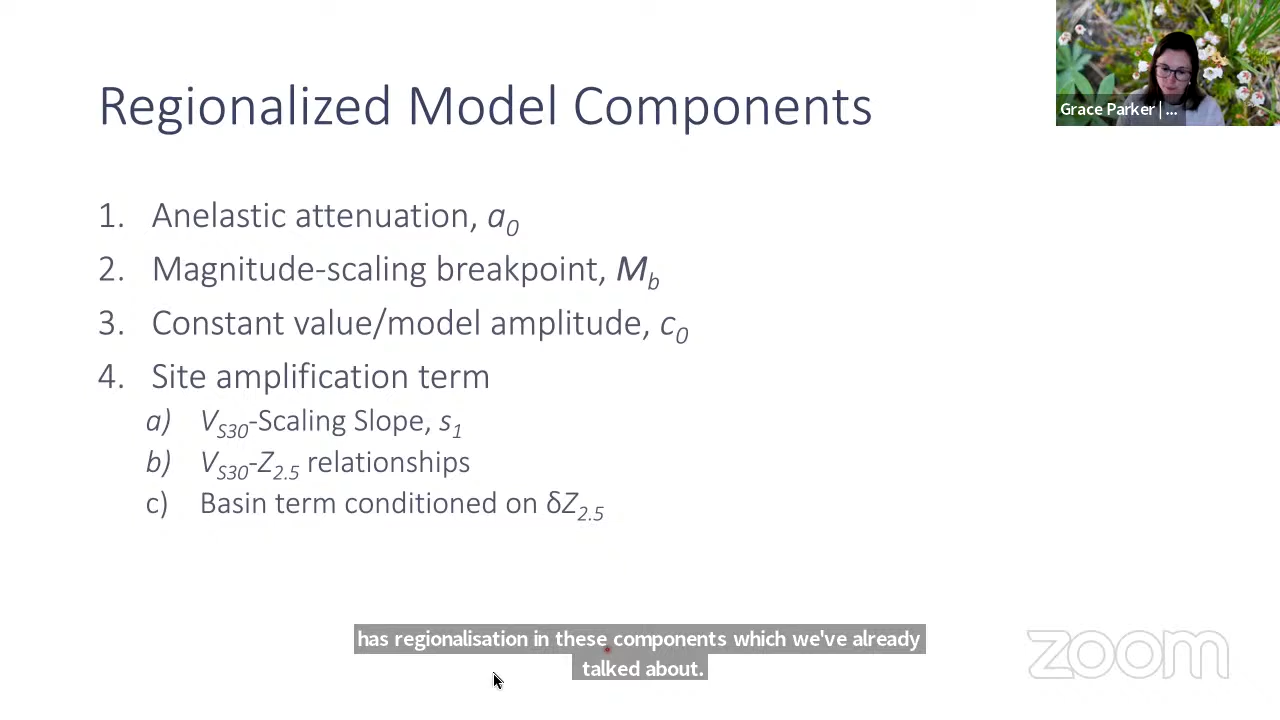 Regionalized Model Components
Grace Parker | ...
1. Anelastic attenuation, a0
2. Magnitude-scaling breakpoint, Mb
3. Constant value/model amplitude, c0
4. Site amplification term
a) VS30-Scaling Slope, s1
b) VS30-Z2.5 relationships
c) Basin term conditioned on δZ2.5
has regionalisation in these components which we've already
talked about.
zoom